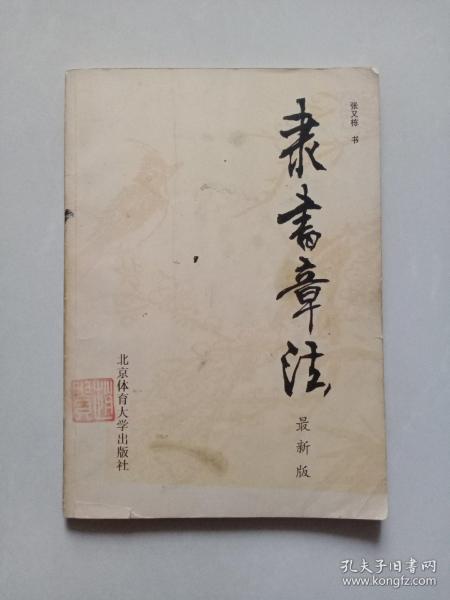 张又栋 书
隶书章法
最新版
北京体育大学出版社
孔夫子旧书网
www.kongfz.com